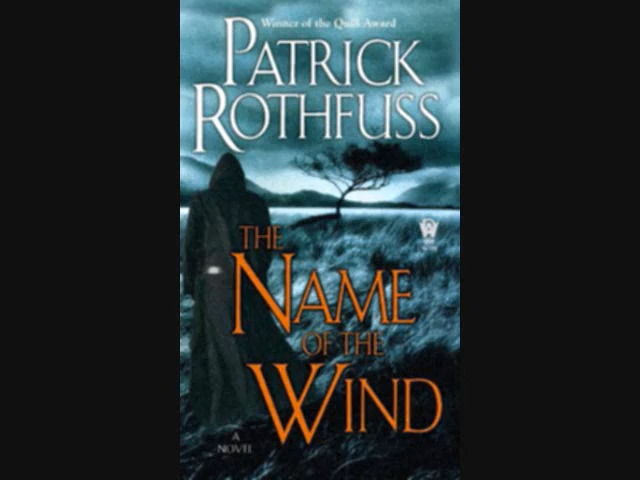 Winner of the Quill Award
PATRICK
ROTHFUSS
THE
NAME
OF THE
WIND
A
NOVEL